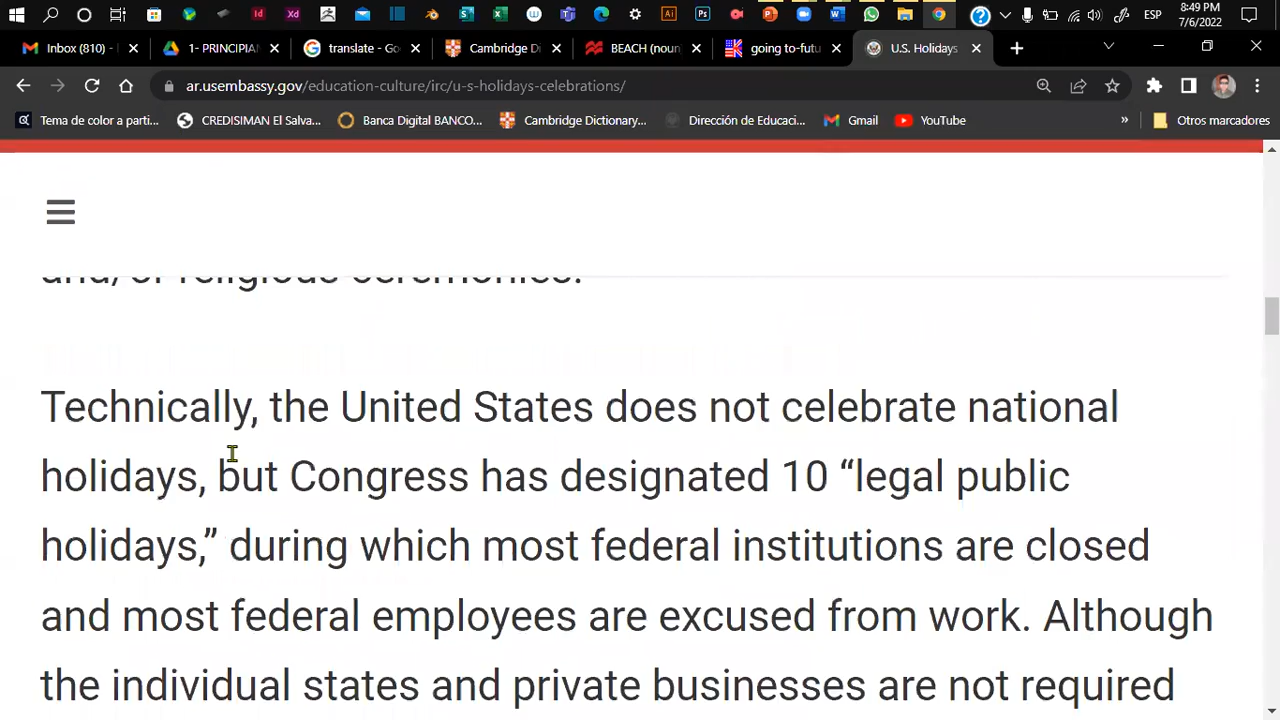 8:49 PM
ESP
7/6/2022
Inbox (810) -
1- PRINCIPIAN
translate - Go
Cambridge Di
BEACH (noun
going to-futu
U.S. Holidays
ar.usembassy.gov/education-culture/irc/u-s-holidays-celebrations/
Tema de color a parti...
CREDISIMAN El Salva...
Banca Digital BANCO...
Cambridge Dictionary...
Dirección de Educaci...
Gmail
YouTube
»
Otros marcadores
and, or religious ceremonies.
Technically, the United States does not celebrate national
holidays, but Congress has designated 10 “legal public
holidays,” during which most federal institutions are closed
and most federal employees are excused from work. Although
the individual states and private businesses are not required